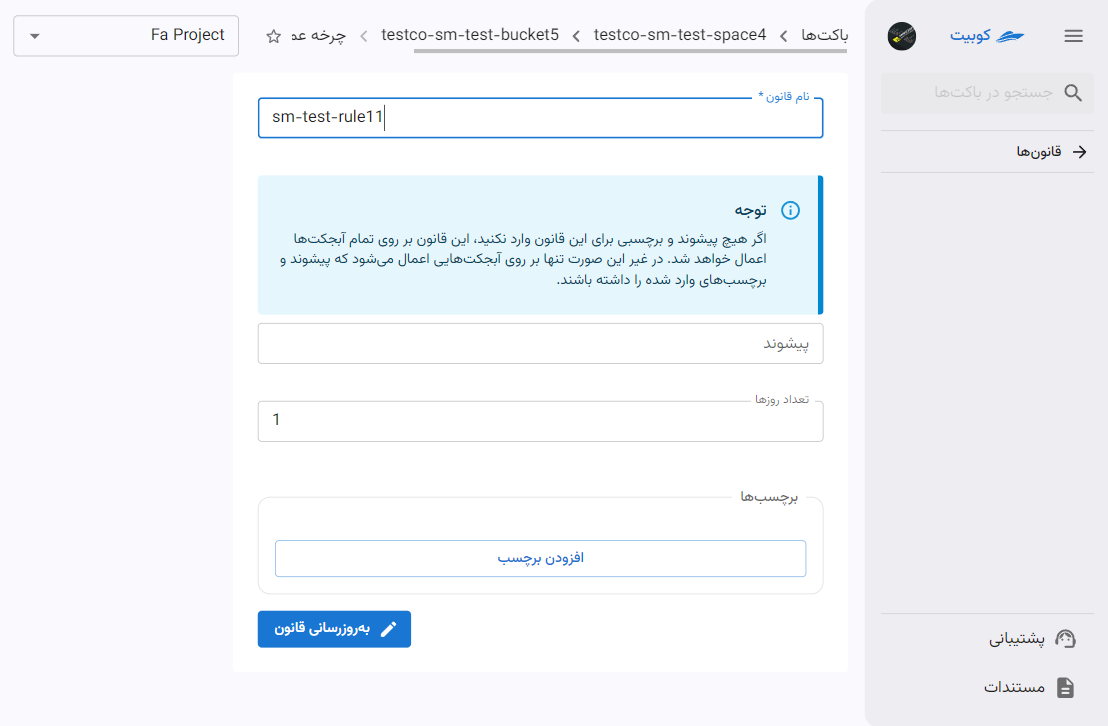 کوبیت
باکت‌ها
testco-sm-test-space4
testco-sm-test-bucket5
چرخه عم
Fa Project
جستجو در باکت‌ها
قانون‌ها
نام قانون *
sm-test-rule11
توجه
اگر هیچ پیشوند و برچسبی برای این قانون وارد نکنید، این قانون بر روی تمام آبجکت‌ها
اعمال خواهد شد. در غیر این صورت تنها بر روی آبجکت‌هایی اعمال می‌شود که پیشوند و
برچسب‌های وارد شده را داشته باشند.
پیشوند
تعداد روزها
1
برچسب‌ها
افزودن برچسب
به‌روزرسانی قانون
پشتیبانی
مستندات